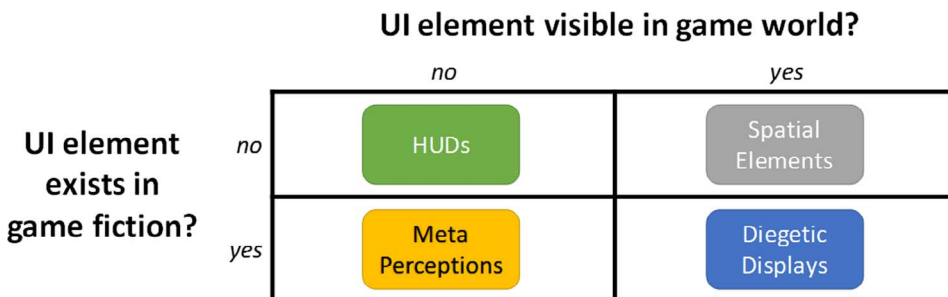 UI element visible in game world?
no
yes
UI element
exists in
game fiction?
no
HUDs
Spatial
Elements
yes
Meta
Perceptions
Diegetic
Displays